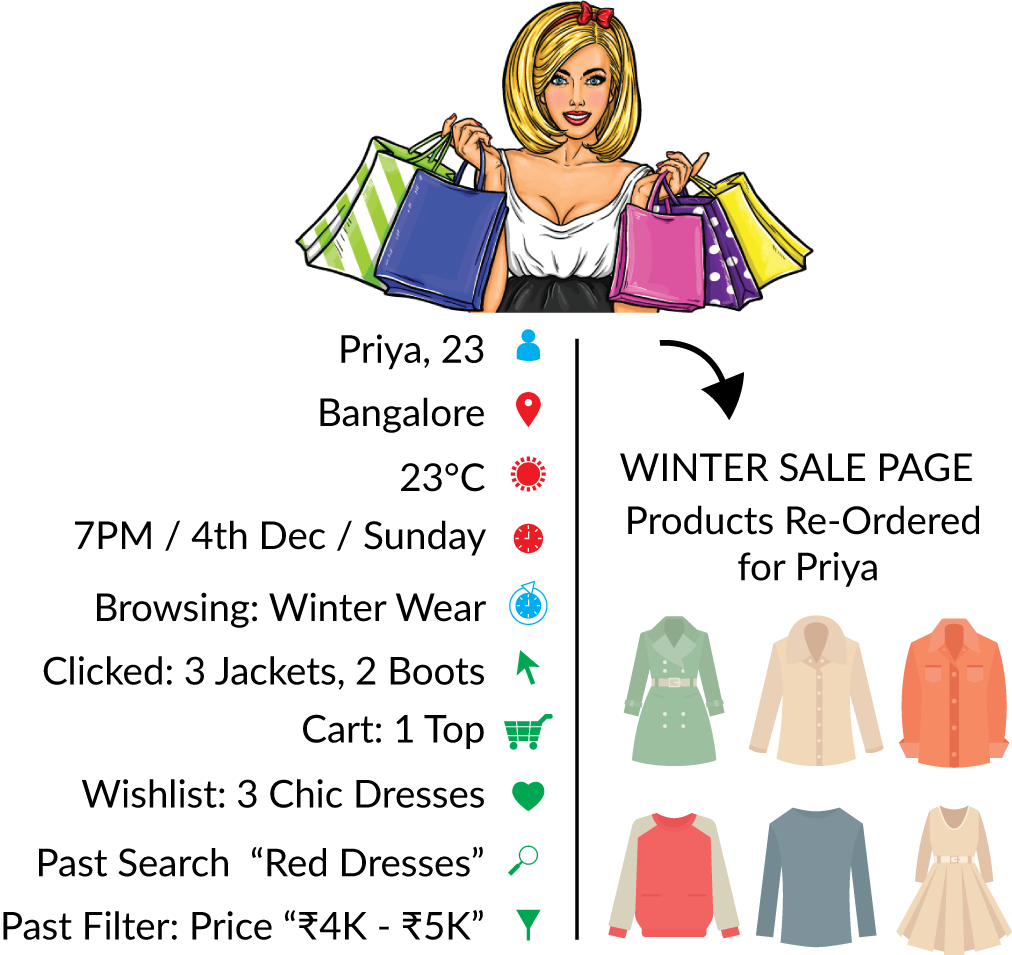 Priya, 23
Bangalore
23°C
7PM / 4th Dec / Sunday
Browsing: Winter Wear
Clicked: 3 Jackets, 2 Boots
Cart: 1 Top
Wishlist: 3 Chic Dresses
Past Search “Red Dresses”
Past Filter: Price “₹4K - ₹5K”
WINTER SALE PAGE
Products Re-Ordered
for Priya